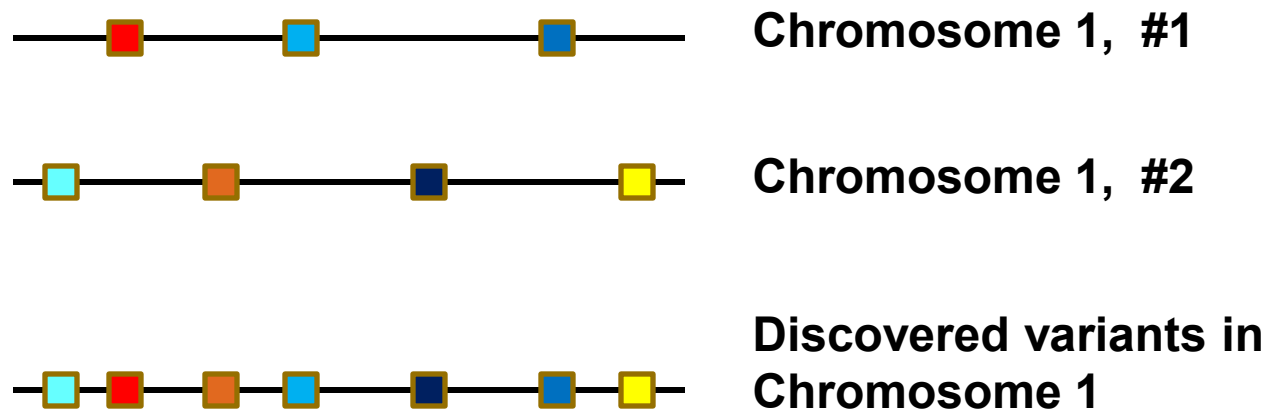 Chromosome 1,  #1
Chromosome 1,  #2
Discovered variants in
Chromosome 1